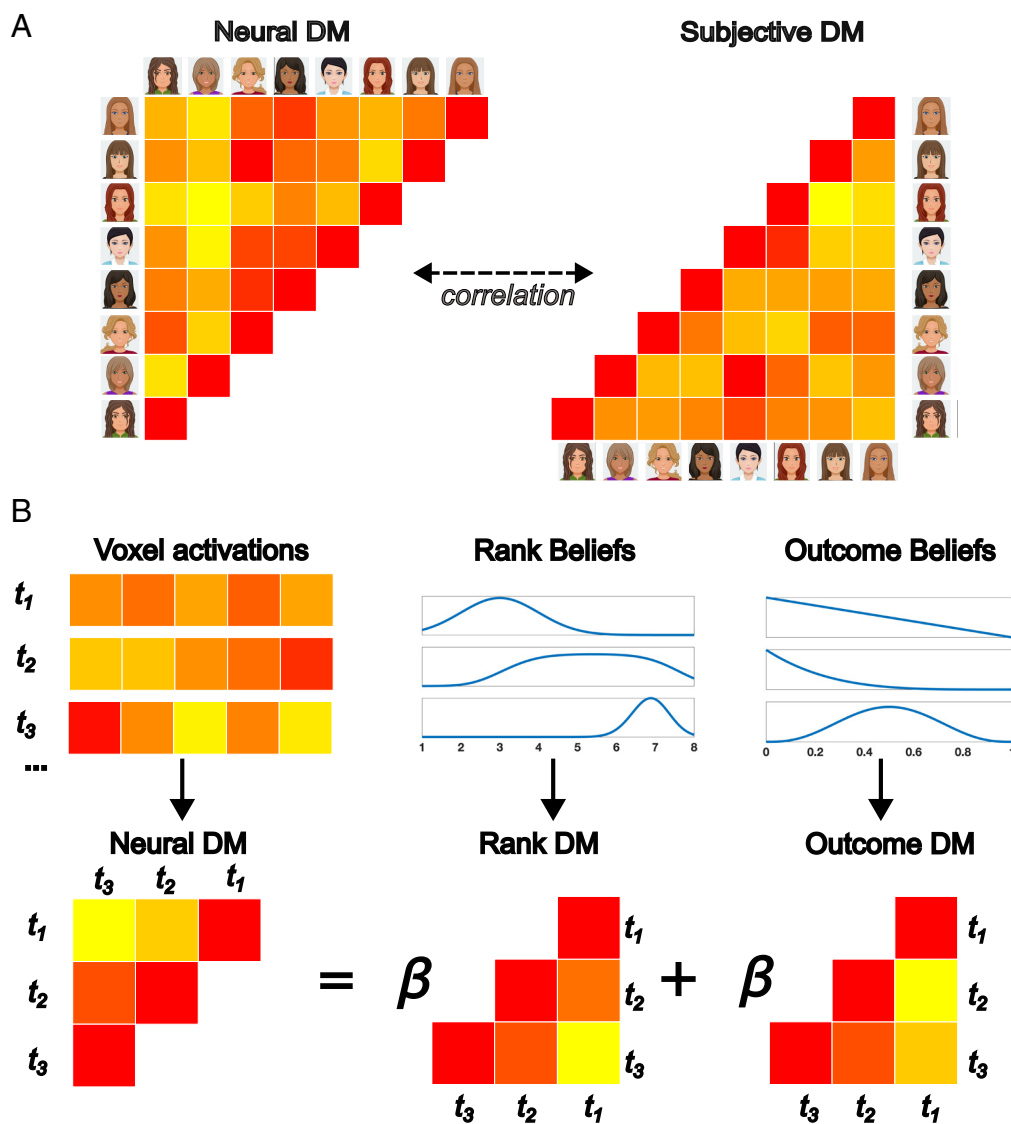 A
Neural DM
Subjective DM
correlation
B
Voxel activations
Rank Beliefs
Outcome Beliefs
t1
t2
t3
...
1 2 3 4 5 6 7 8
0 0.2 0.4 0.6 0.8 1
Neural DM
Rank DM
Outcome DM
t3 t2 t1
t1
t2
t3
= β
t1
t2
t3
t3 t2 t1
+ β
t1
t2
t3
t3 t2 t1